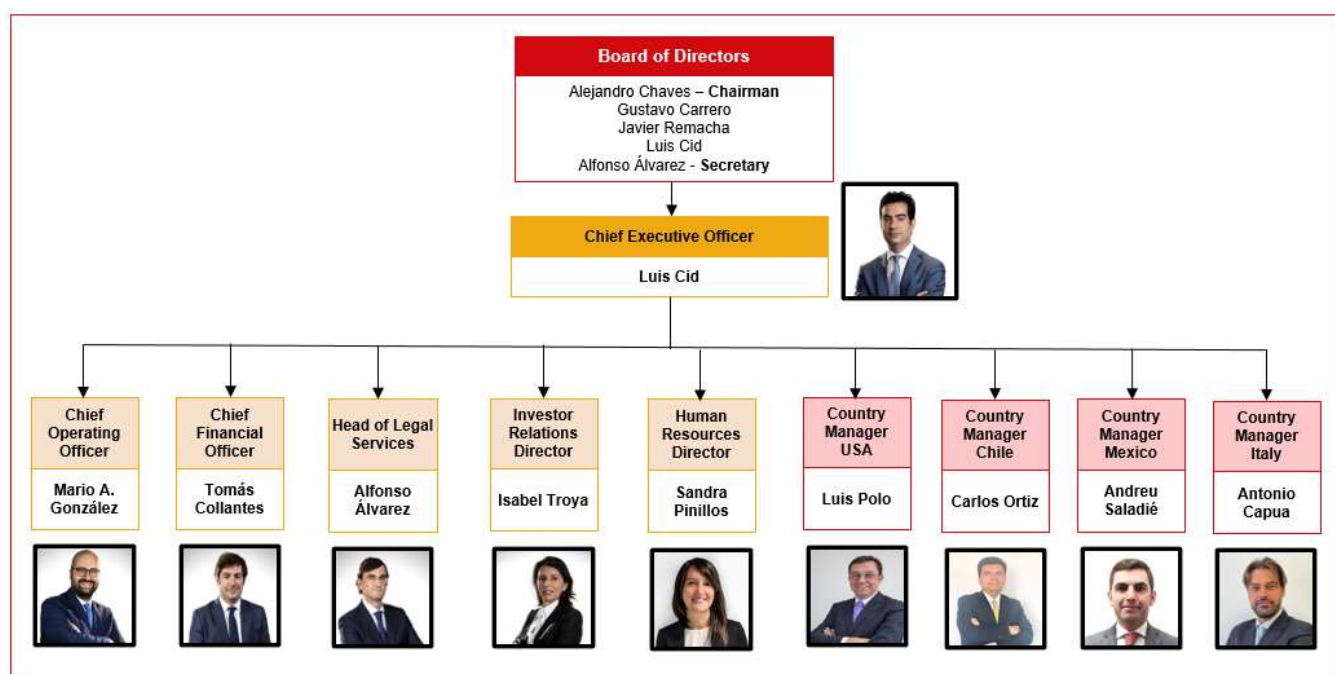 Board of Directors
Alejandro Chaves – Chairman
Gustavo Carrero
Javier Remacha
Luis Cid
Alfonso Álvarez - Secretary
Chief Executive Officer
Luis Cid
Chief
Operating
Officer
Mario A.
González
Chief
Financial
Officer
Tomás
Collantes
Head of Legal
Services
Alfonso
Álvarez
Investor
Relations
Director
Isabel Troya
Human
Resources
Director
Sandra
Pinillos
Country
Manager
USA
Luis Polo
Country
Manager
Chile
Carlos Ortiz
Country
Manager
Mexico
Andreu
Saladié
Country
Manager
Italy
Antonio
Capua